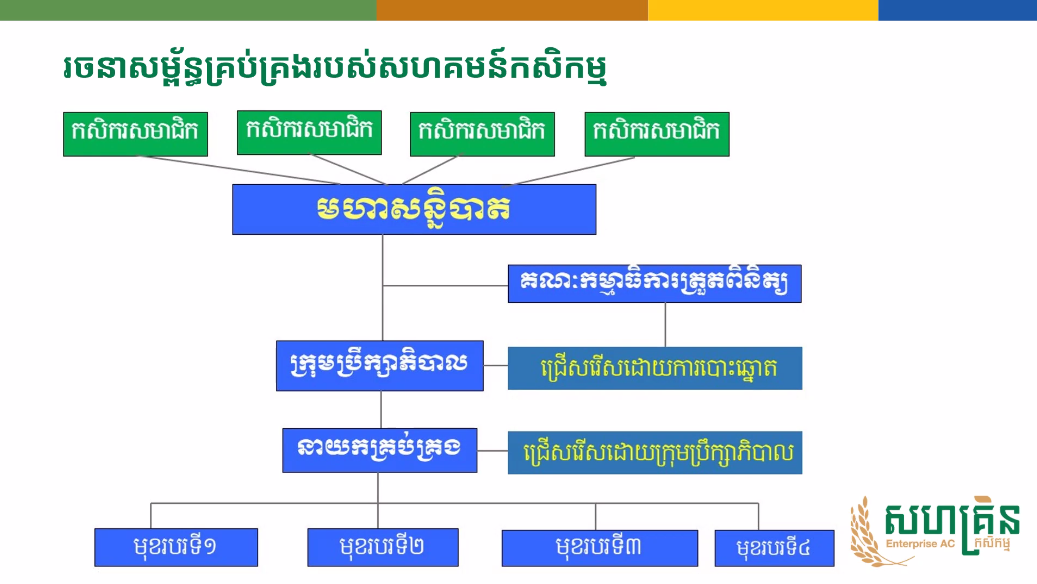 រចនាសម្ព័ន្ធគ្រប់គ្រងរបស់សហគមន៍កសិកម្ម
កសិករសមាជិក
កសិករសមាជិក
កសិករសមាជិក
កសិករសមាជិក
មហាសន្និបាត
គណៈកម្មាធិការត្រួតពិនិត្យ
ក្រុមប្រឹក្សាភិបាល
ជ្រើសរើសដោយការបោះឆ្នោត
នាយកគ្រប់គ្រង
ជ្រើសរើសដោយក្រុមប្រឹក្សាភិបាល
មុខរបរទី១
មុខរបរទី២
មុខរបរទី៣
មុខរបរទី៤
សហគ្រិន
Enterprise AC កសិកម្ម